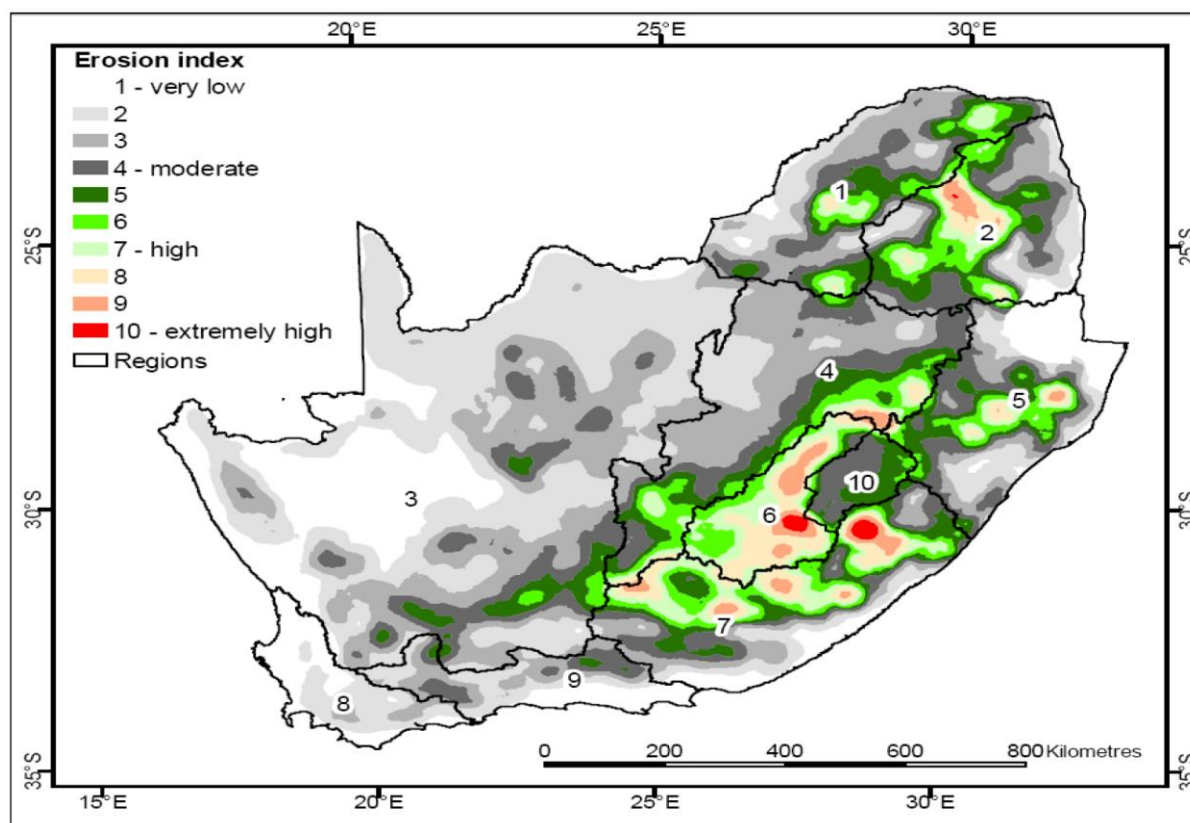 20°E 25°E 30°E
Erosion index
1 - very low
2
3
4 - moderate
5
6
7 - high
8
9
10 - extremely high
Regions
1
2
25°S 25°S
4
5
10
3
30°S 30°S
6
7
9
8
0 200 400 600 800 Kilometres
35°S 35°S
15°E 20°E 25°E 30°E